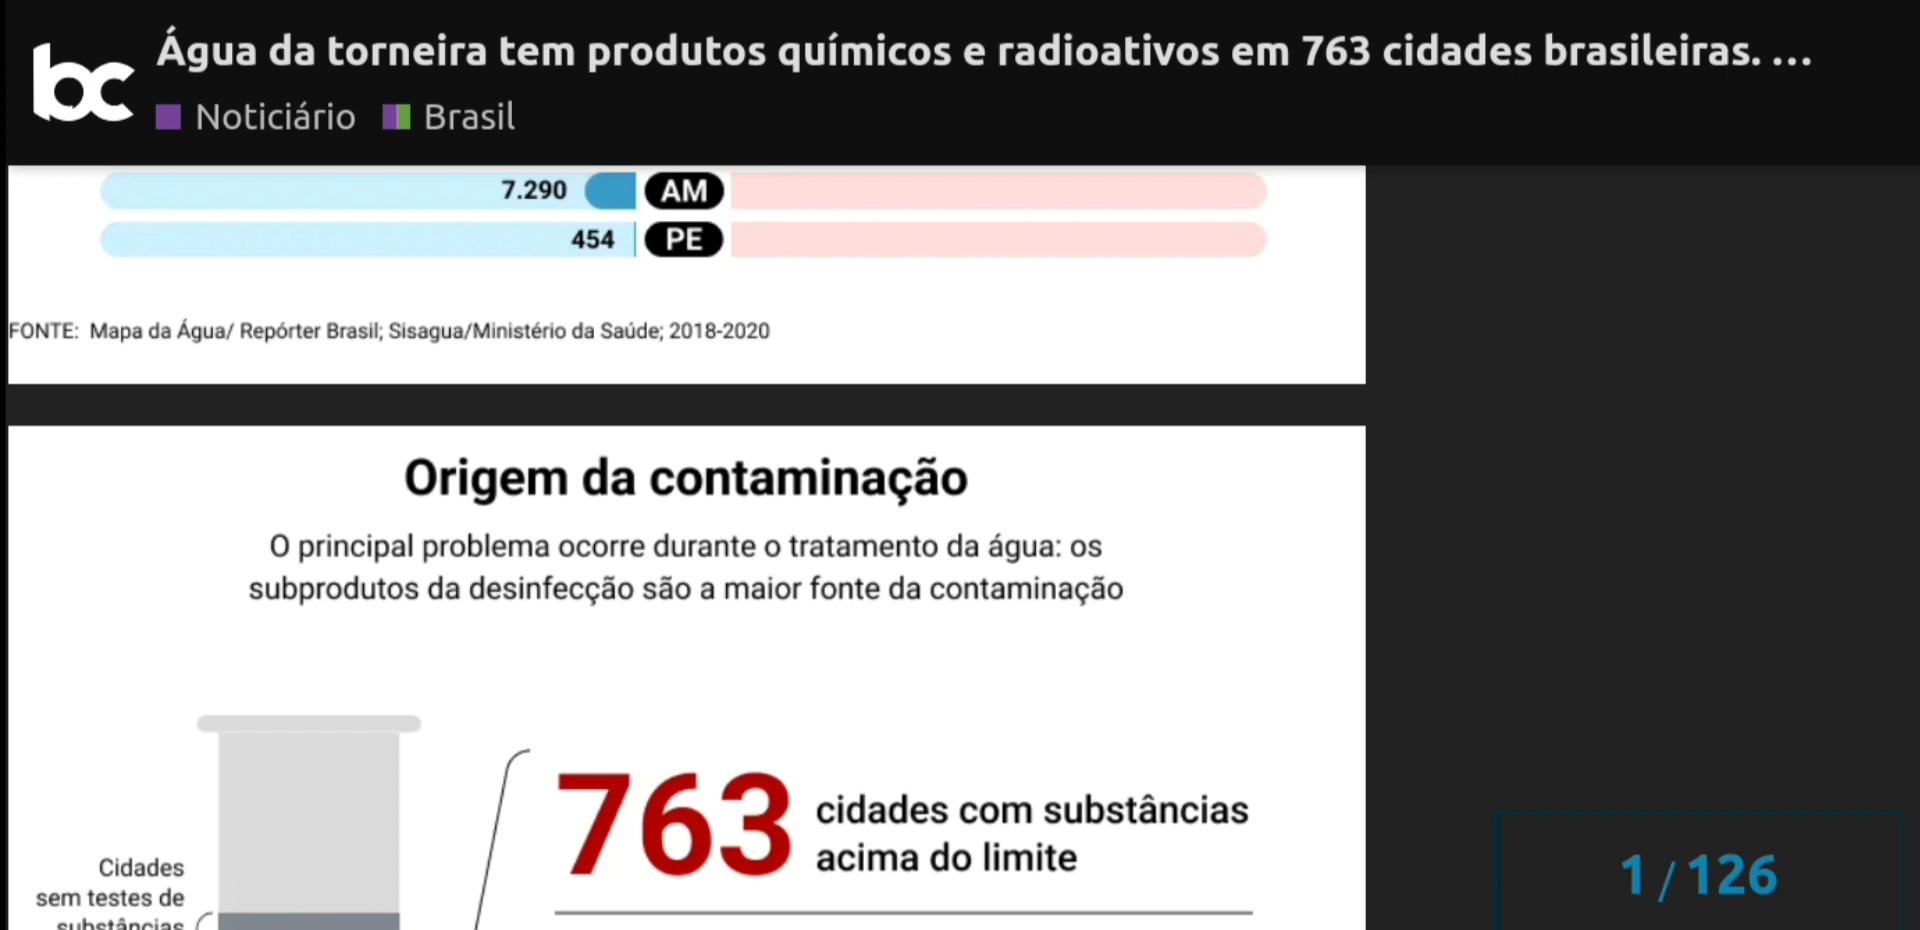 bc
Água da torneira tem produtos químicos e radioativos em 763 cidades brasileiras. ...
Noticiário Brasil
7.290 AM
454 PE
FONTE: Mapa da Água/ Repórter Brasil; Sisagua/Ministério da Saúde; 2018-2020
Origem da contaminação
O principal problema ocorre durante o tratamento da água: os
subprodutos da desinfecção são a maior fonte da contaminação
763 cidades com substâncias
acima do limite
Cidades
sem testes de
substâncias
1 / 126